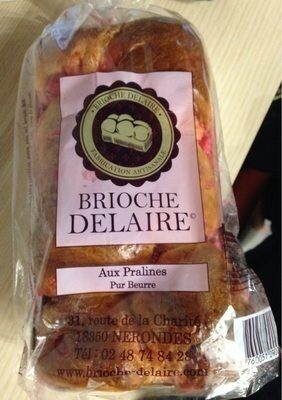 BRIOCHE DELAIRE
FABRICATION ARTISANALE
BRIOCHE
DELAIRE©
Aux Pralines
Pur Beurre
31, route de la Charité
18350 NERONDES
Tél : 02 48 74 84 28
www.brioche-delaire.com